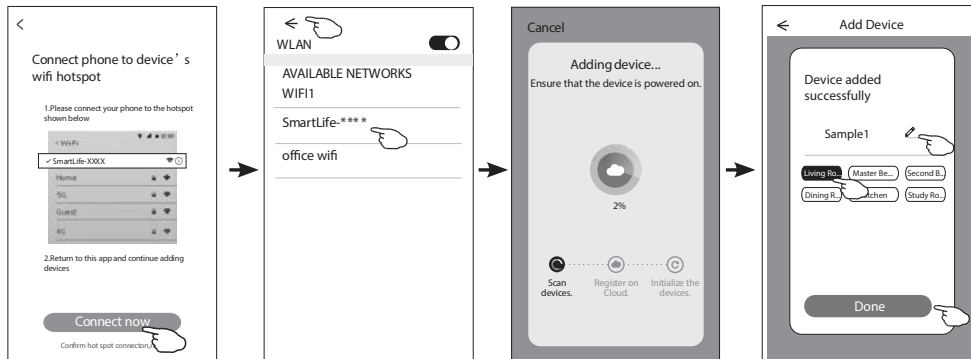 Connect phone to device's
wifi hotspot
1.Please connect your phone to the hotspot
shown below
WI-FI
SmartLife-XXXX
Home
5G
Guest
4G
2.Return to this app and continue adding
devices
Connect now
Confirm hot spot connecton,
WLAN
AVAILABLE NETWORKS
WIFI1
SmartLife-****
office wifi
Cancel
Adding device...
Ensure that the device is powered on.
2%
Scan
devices.
Register on
Cloud.
Initialize the
devices.
Add Device
Device added
successfully
Sample1
Living Ro... Master Be... Second B...
Dining R... Study Ro...
Done